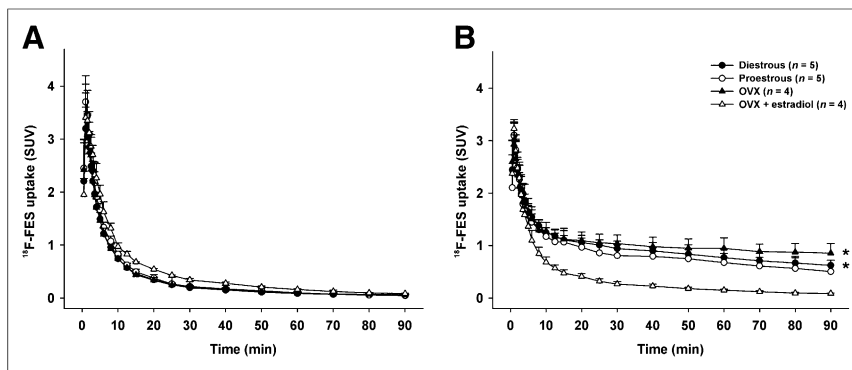 A
4
3
2
1
0
¹⁸F-FES uptake (SUV)
0 10 20 30 40 50 60 70 80 90
Time (min)
B
4
3
2
1
0
¹⁸F-FES uptake (SUV)
Diestrous (n = 5)
Proestrous (n = 5)
OVX (n = 4)
OVX + estradiol (n = 4)
*
*
0 10 20 30 40 50 60 70 80 90
Time (min)